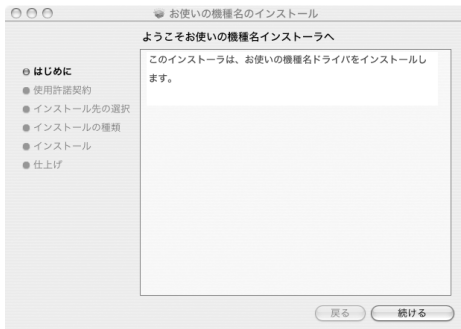 お使いの機種名のインストール
ようこそお使いの機種名インストーラへ
はじめに
使用許諾契約
インストール先の選択
インストールの種類
インストール
仕上げ
このインストーラは、お使いの機種名ドライバをインストールし
ます。
戻る
続ける